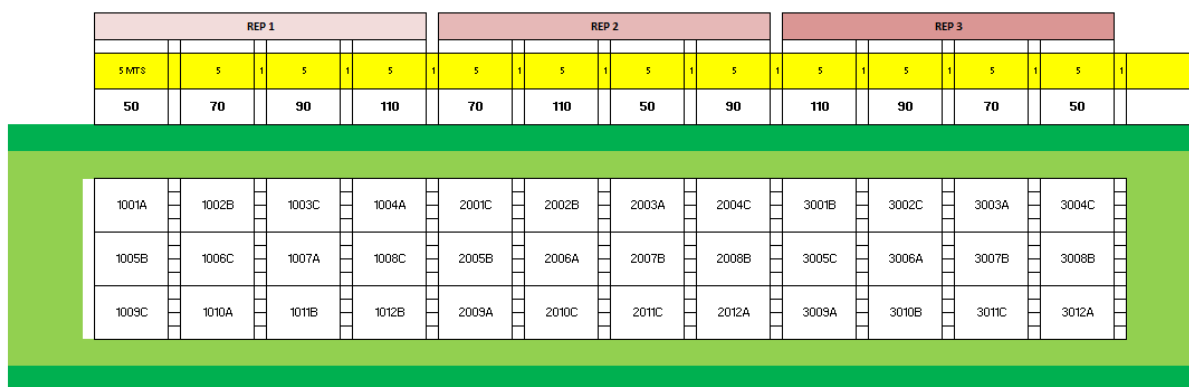 REP 1 REP 2 REP 3
5 MTS 5 1 5 1 5 1 5 1 5 1 5 1 5 1 5 1 5 1 5 1 5 1
50 70 90 110 70 110 50 90 110 90 70 50
1001A 1002B 1003C 1004A 2001C 2002B 2003A 2004C 3001B 3002C 3003A 3004C
1005B 1006C 1007A 1008C 2005B 2006A 2007B 2008B 3005C 3006A 3007B 3008B
1009C 1010A 1011B 1012B 2009A 2010C 2011C 2012A 3009A 3010B 3011C 3012A